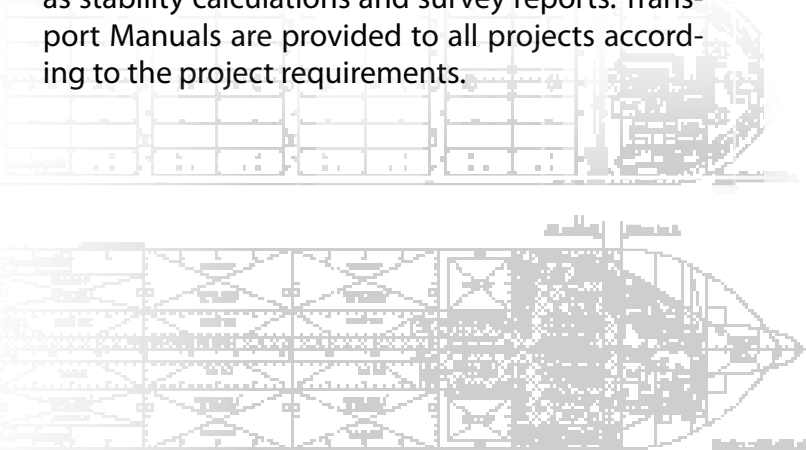 as stability calculations and survey reports. Trans-
port Manuals are provided to all projects accord-
ing to the project requirements.